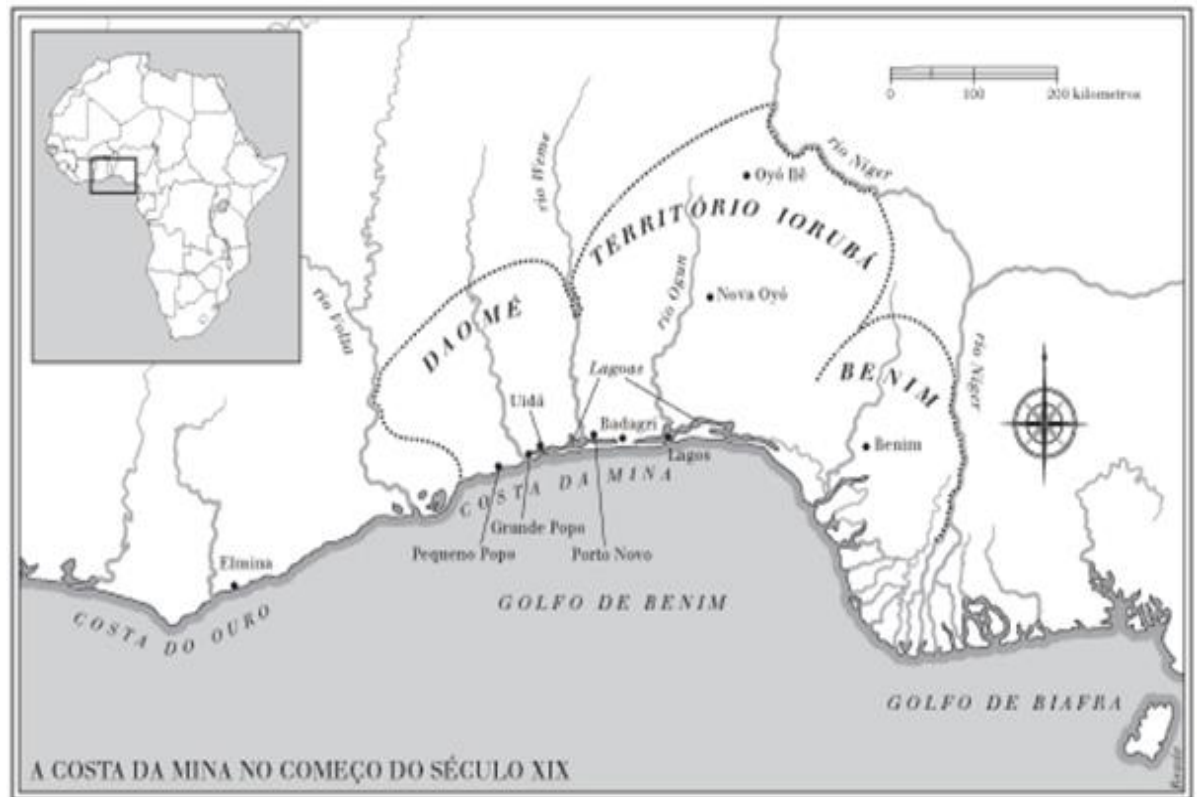 0 100 200 kilometros
rio Níger
rio Weme
Oyó Ilê
TERRITÓRIO IORUBÁ
rio Volta
DAOMÉ
rio Ogun
Nova Oyó
Lagoas
BENIM
rio Níger
Uidá
Badagri
Benim
Lagos
COSTA DA MINA
Grande Popo
Pequeno Popo
Porto Novo
Elmina
COSTA DO OURO
GOLFO DE BENIM
GOLFO DE BIAFRA
A COSTA DA MINA NO COMEÇO DO SÉCULO XIX